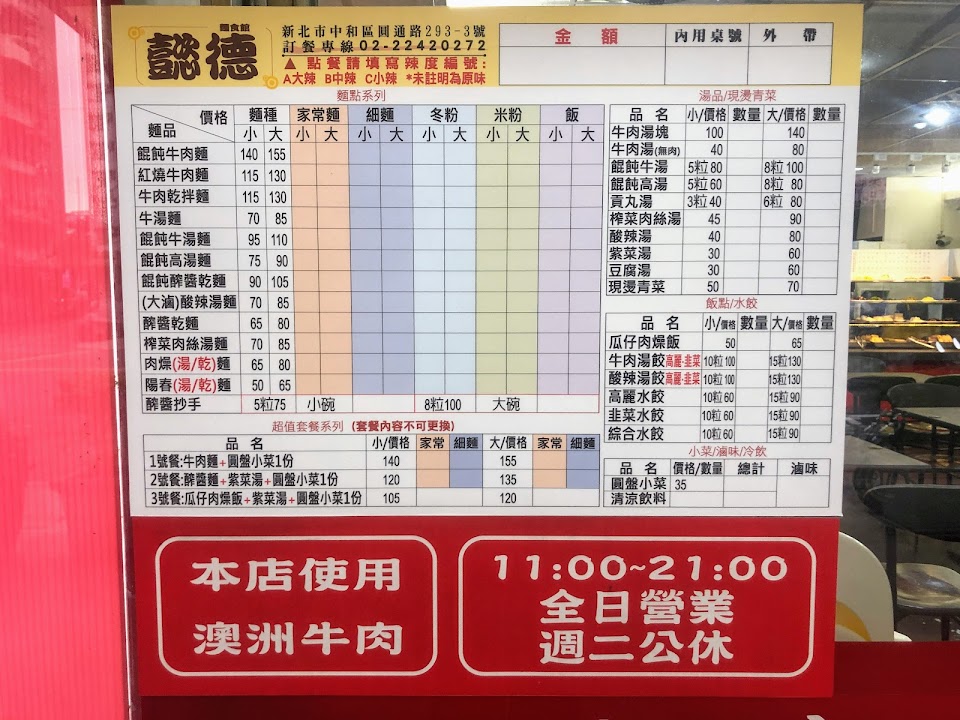 麵食館
懿德
新北市中和區圓通路293-3號
訂餐專線02-22420272
▲點餐請填寫辣度編號:
A大辣 B中辣 C小辣 *未註明為原味
金額 內用桌號 外帶
麵點系列
麵品 價格 麵種 家常麵 細麵 冬粉 米粉 飯
小 大 小 大 小 大 小 大 小 大 小 大
餛飩牛肉麵 140 155
紅燒牛肉麵 115 130
牛肉乾拌麵 115 130
牛湯麵 70 85
餛飩牛湯麵 95 110
餛飩高湯麵 75 90
餛飩醡醬乾麵 90 105
(大滷)酸辣湯麵 70 85
醡醬乾麵 65 80
榨菜肉絲湯麵 70 85
肉燥(湯/乾)麵 65 80
陽春(湯/乾)麵 50 65
醡醬抄手 5粒75 小碗 8粒100 大碗
超值套餐系列 (套餐內容不可更換)
品名 小/價格 家常 細麵 大/價格 家常 細麵
1號餐:牛肉麵+圓盤小菜1份 140 155
2號餐:醡醬麵+紫菜湯+圓盤小菜1份 120 135
3號餐:瓜仔肉燥飯+紫菜湯+圓盤小菜1份 105 120
湯品/現燙青菜
品名 小/價格 數量 大/價格 數量
牛肉湯塊 100 140
牛肉湯(無肉) 40 80
餛飩牛湯 5粒80 8粒100
餛飩高湯 5粒60 8粒 80
貢丸湯 3粒40 6粒 80
榨菜肉絲湯 45 90
酸辣湯 40 80
紫菜湯 30 60
豆腐湯 30 60
現燙青菜 50 70
飯點/水餃
品名 小/價格 數量 大/價格 數量
瓜仔肉燥飯 50 65
牛肉湯餃高麗·韭菜 10粒100 15粒130
酸辣湯餃高麗·韭菜 10粒100 15粒130
高麗水餃 10粒60 15粒90
韭菜水餃 10粒60 15粒90
綜合水餃 10粒60 15粒90
小菜/滷味/冷飲
品名 價格/數量 總計 滷味
圓盤小菜 35
清涼飲料
本店使用
澳洲牛肉
11:00~21:00
全日營業
週二公休